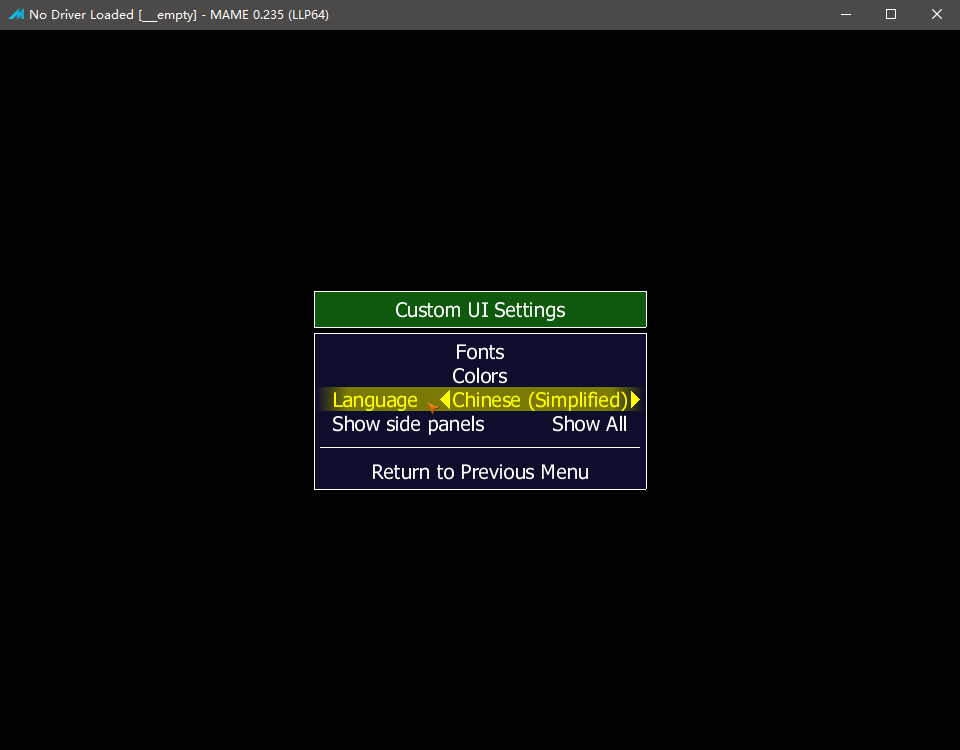 No Driver Loaded [___empty] - MAME 0.235 (LLP64)
Custom UI Settings
Fonts
Colors
Language Chinese (Simplified)
Show side panels Show All
Return to Previous Menu